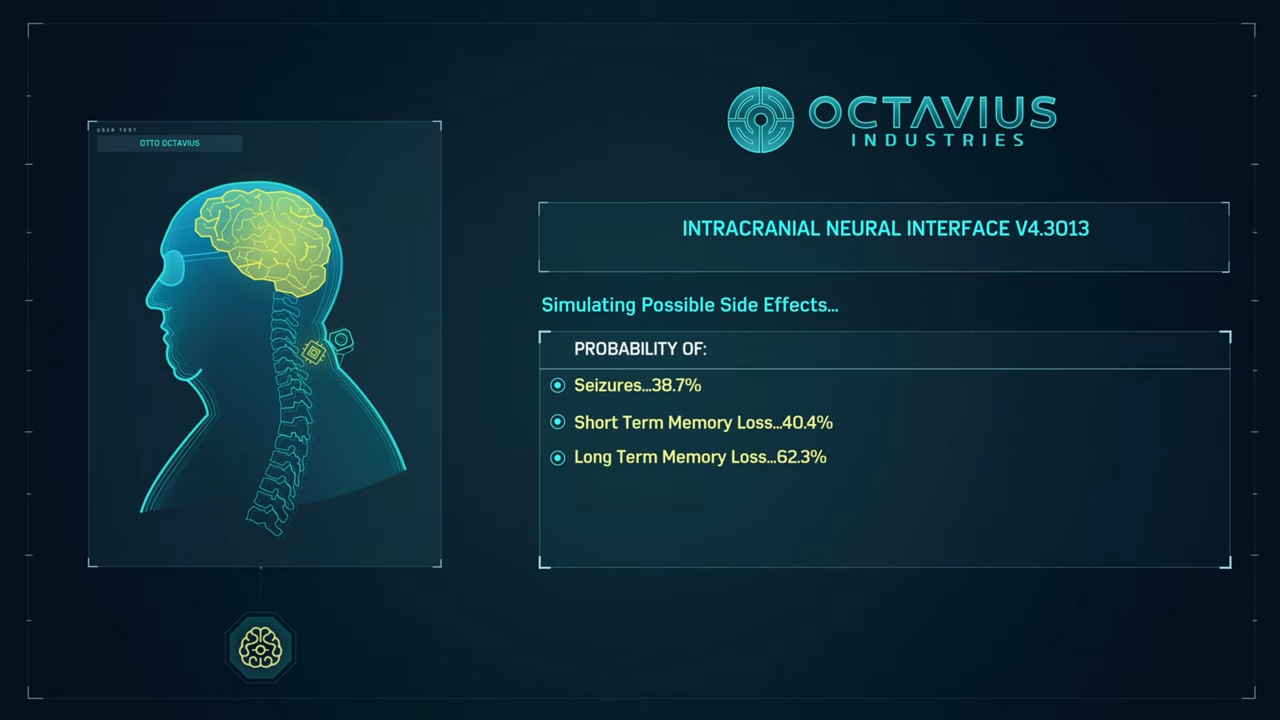 USER TEST
OTTO OCTAVIUS
OCTAVIUS
INDUSTRIES
INTRACRANIAL NEURAL INTERFACE V4.3013
Simulating Possible Side Effects...
PROBABILITY OF:
Seizures...38.7%
Short Term Memory Loss...40.4%
Long Term Memory Loss...62.3%